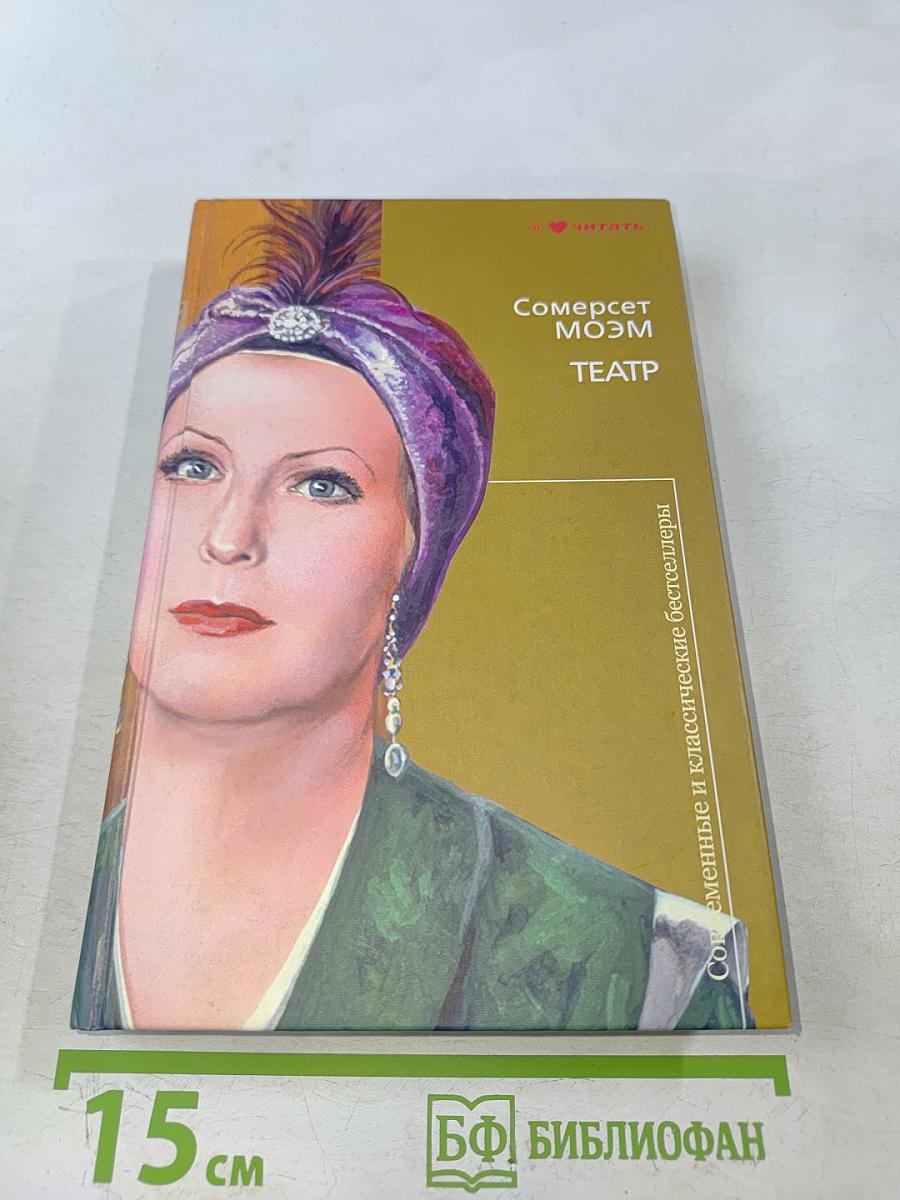 я ♥ читать
Сомерсет
МОЭМ
ТЕАТР
Современные и классические бестселлеры
15 см
БФ БИБЛИОФАН